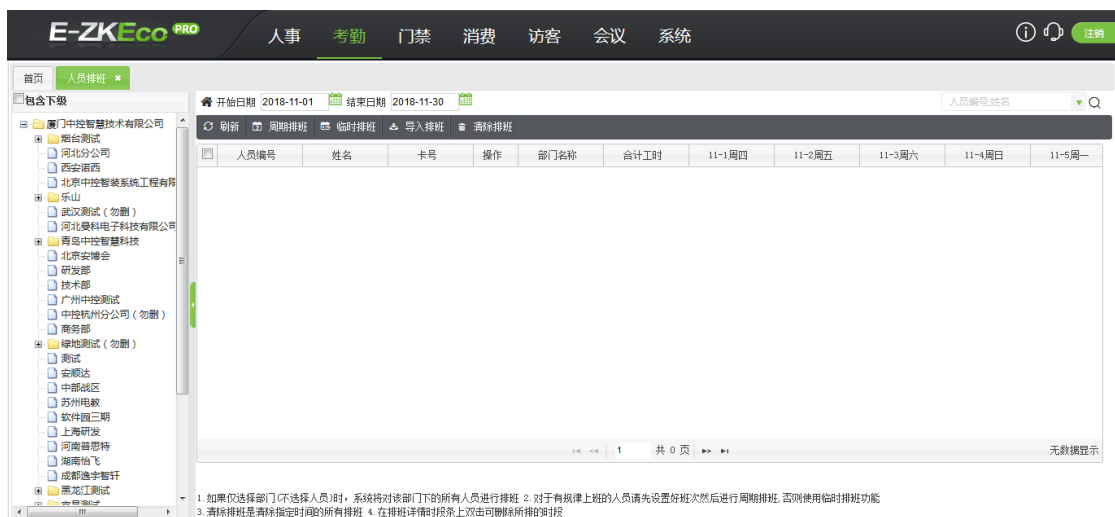 E-ZKEco PRO 人事 考勤 门禁 消费 访客 会议 系统 注销
首页 人员排班
包含下级
开始日期 2018-11-01 结束日期 2018-11-30 人员编号,姓名
刷新 周期排班 临时排班 导入排班 清除排班
人员编号 姓名 卡号 操作 部门名称 合计工时 11-1周四 11-2周五 11-3周六 11-4周日 11-5周一
厦门中控智慧技术有限公司
烟台测试
河北分公司
西安诺西
北京中控智装系统工程有限
乐山
武汉测试(勿删)
河北曼科电子科技有限公司
青岛中控智慧科技
北京安博会
研发部
技术部
广州中控测试
中控杭州分公司(勿删)
商务部
绿地测试(勿删)
测试
安顺达
中部战区
苏州电教
软件园三期
上海研发
河南普思特
湖南怡飞
成都逸宇智轩
黑龙江测试
1 共 0 页 无数据显示
1.如果仅选择部门(不选择人员)时，系统将对该部门下的所有人员进行排班 2.对于有规律上班的人员请先设置好班次然后进行周期排班,否则使用临时排班功能
3.清除排班是清除指定时间的所有排班 4.在排班详情时段条上双击可删除所排的时段